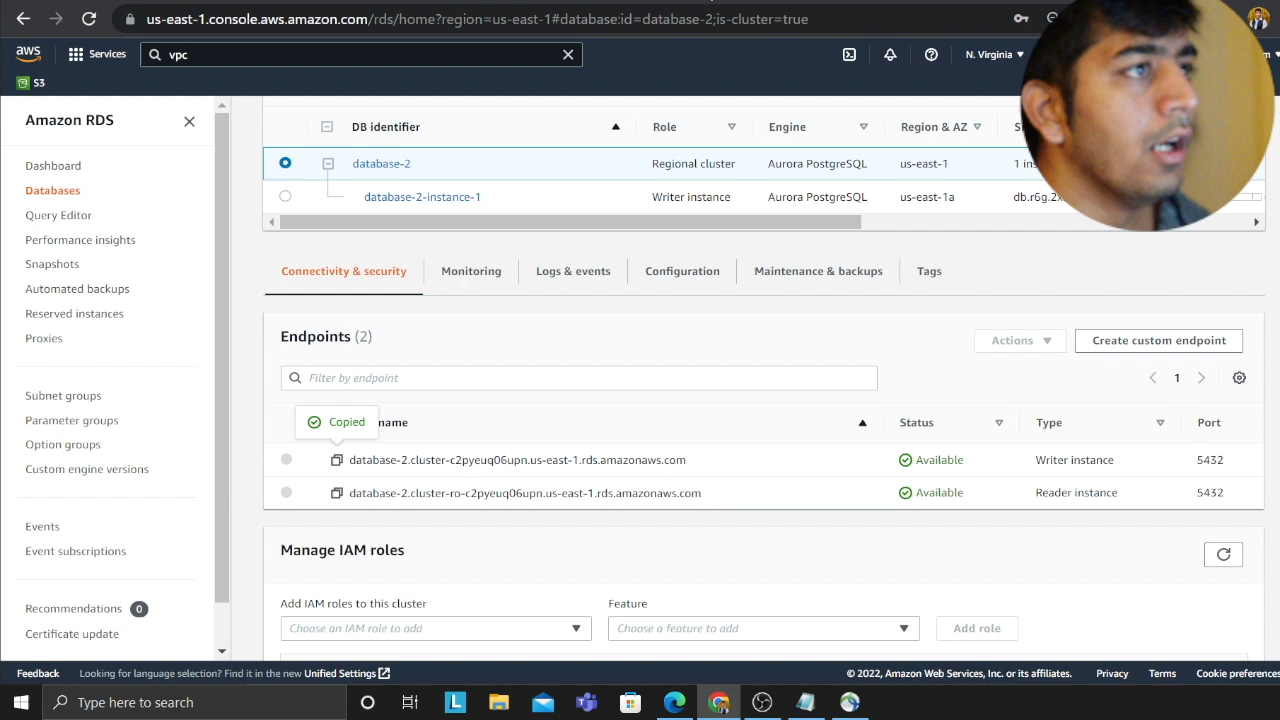 us-east-1.console.aws.amazon.com/rds/home?region=us-east-1#database:id=database-2;is-cluster=true
aws
Services
vpc
N. Virginia
S3
Amazon RDS
Dashboard
Databases
Query Editor
Performance insights
Snapshots
Automated backups
Reserved instances
Proxies
Subnet groups
Parameter groups
Option groups
Custom engine versions
Events
Event subscriptions
Recommendations 0
Certificate update
DB identifier Role Engine Region & AZ
database-2 Regional cluster Aurora PostgreSQL us-east-1
database-2-instance-1 Writer instance Aurora PostgreSQL us-east-1a
Connectivity & security Monitoring Logs & events Configuration Maintenance & backups Tags
Endpoints (2)
Actions Create custom endpoint
Filter by endpoint
1
Copied
name Status Type Port
database-2.cluster-c2pyeuq06upn.us-east-1.rds.amazonaws.com Available Writer instance 5432
database-2.cluster-ro-c2pyeuq06upn.us-east-1.rds.amazonaws.com Available Reader instance 5432
Manage IAM roles
Add IAM roles to this cluster Feature
Choose an IAM role to add Choose a feature to add Add role
Feedback Looking for language selection? Find it in the new Unified Settings © 2022, Amazon Web Services, Inc. or its affiliates. Privacy Terms Cookie preferences
Type here to search